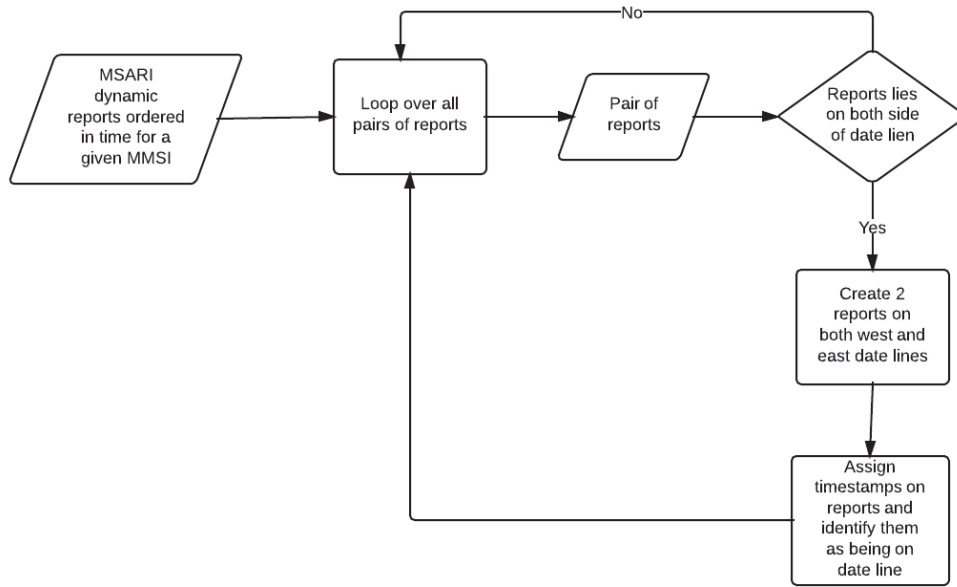 No
MSARI
dynamic
reports ordered
in time for a
given MMSI
Loop over all
pairs of reports
Pair of
reports
Reports lies
on both side
of date lien
Yes
Create 2
reports on
both west and
east date lines
Assign
timestamps on
reports and
identify them
as being on
date line